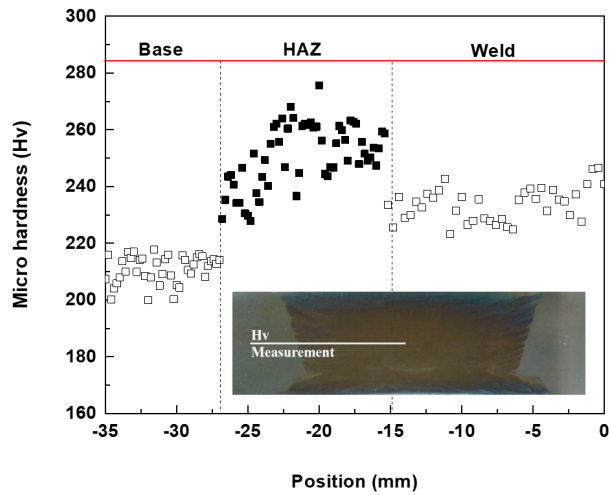 300
280
260
240
220
200
180
160
Micro hardness (Hv)
Base HAZ Weld
Hv
Measurement
-35 -30 -25 -20 -15 -10 -5 0
Position (mm)